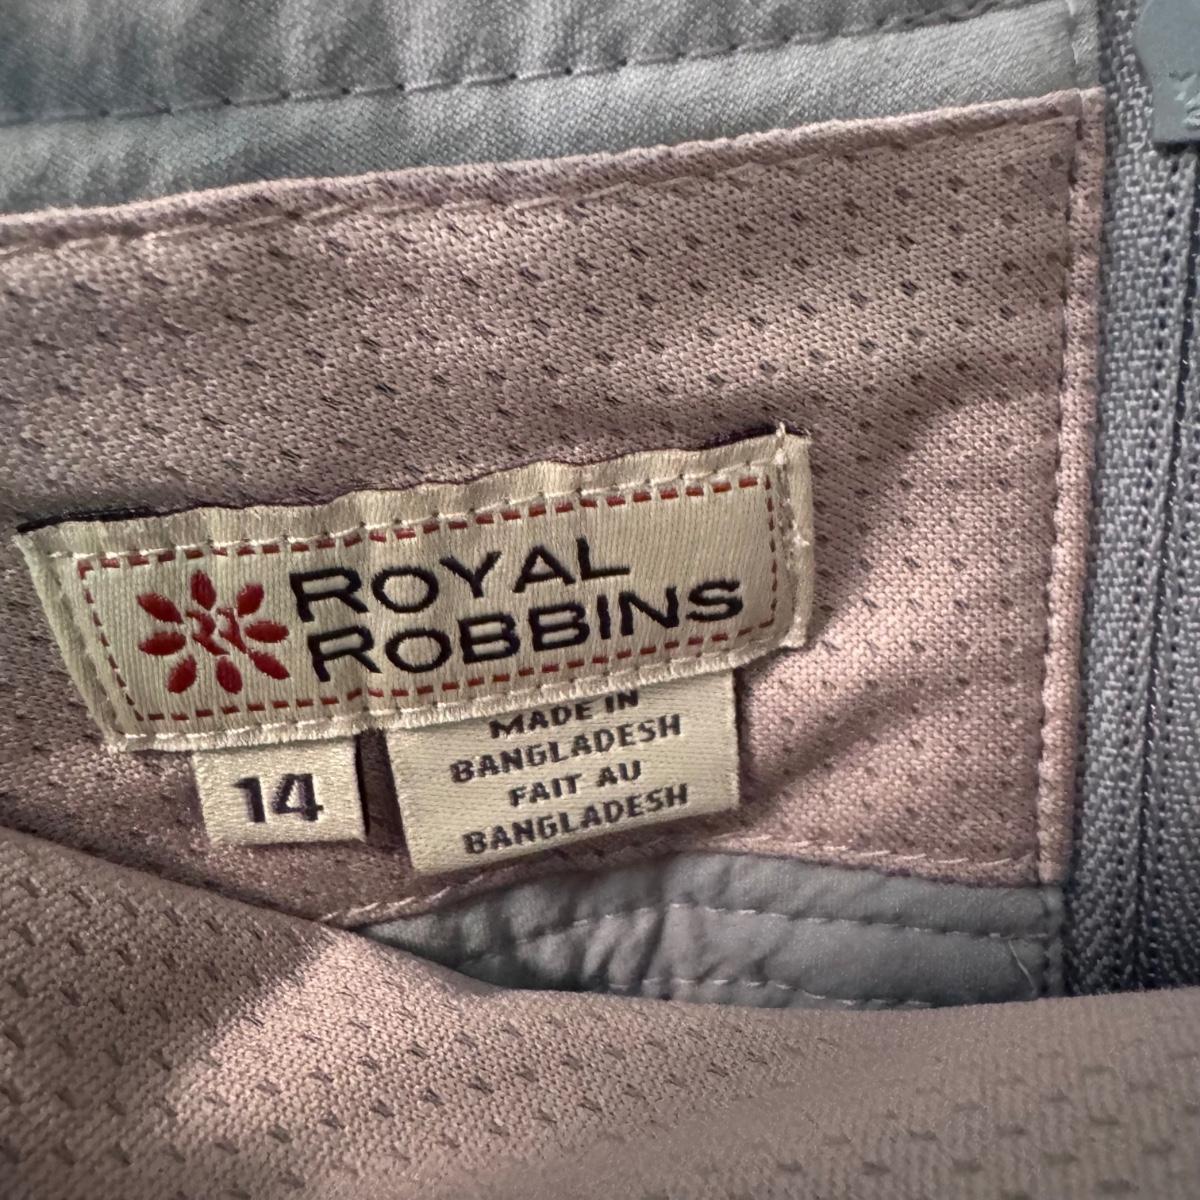 ROYAL
ROBBINS
14
MADE IN
BANGLADESH
FAIT AU
BANGLADESH